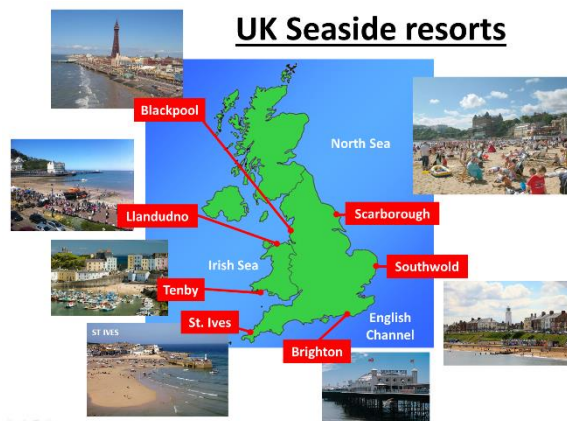 UK Seaside resorts
Blackpool
North Sea
Llandudno
Scarborough
Irish Sea
Southwold
Tenby
St. Ives
English
Channel
ST IVES
Brighton